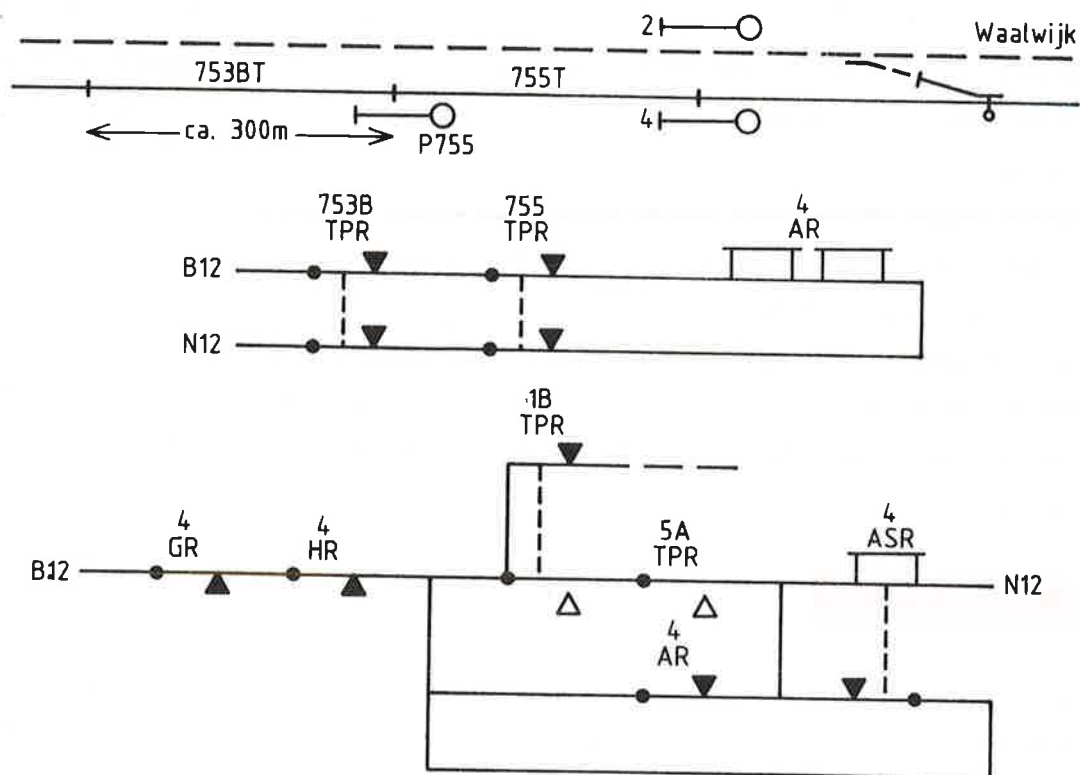 2
Waalwijk
753BT
755T
ca. 300m
P755
4
753B
TPR
755
TPR
4
AR
B12
N12
1B
TPR
4
GR
4
HR
5A
TPR
4
ASR
B12
N12
4
AR